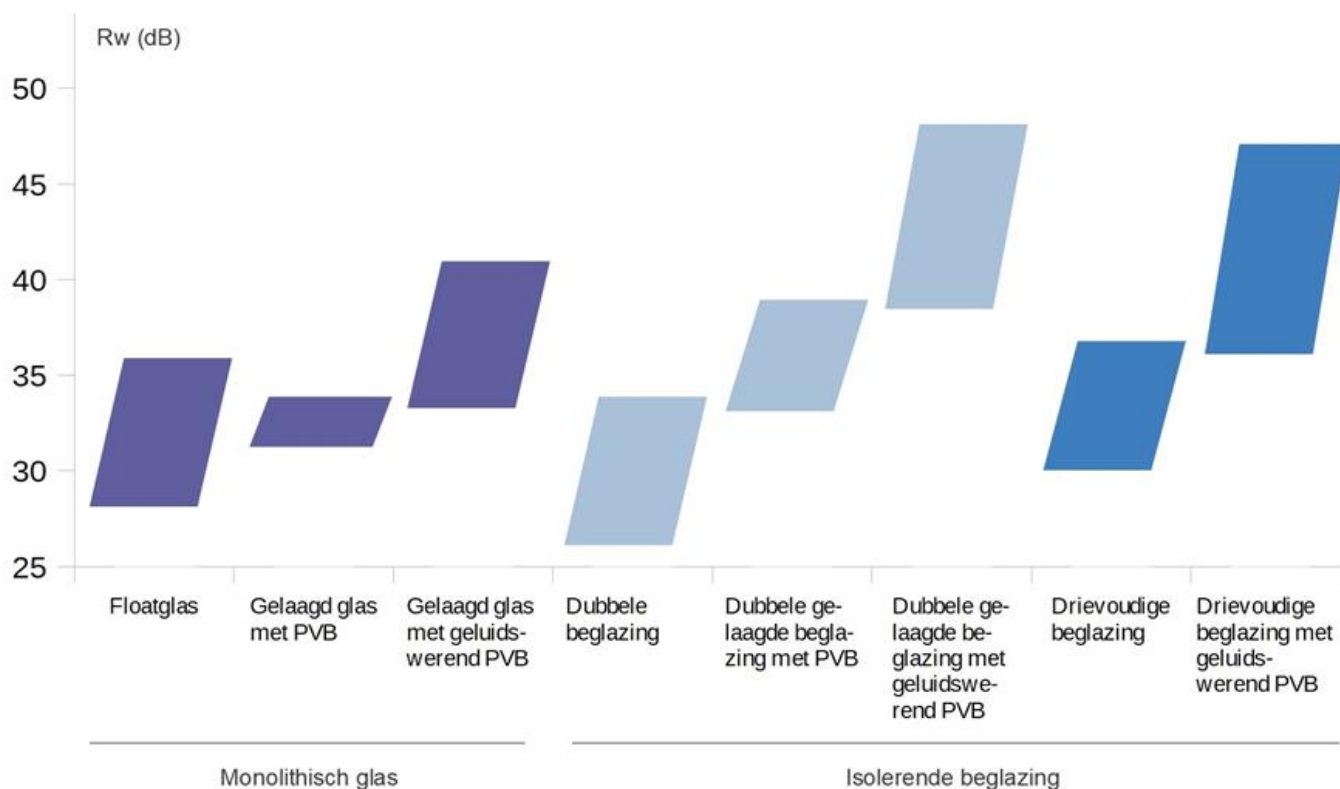 Rw (dB)
50
45
40
35
30
25
Floatglas
Gelaagd glas
met PVB
Gelaagd glas
met geluids-
werend PVB
Dubbele
beglazing
Dubbele ge-
laagde begla-
zing met PVB
Dubbele ge-
laagde be-
glazing met
geluidswe-
rend PVB
Drievoudige
beglazing
Drievoudige
beglazing met
geluids-
werend PVB
Monolithisch glas
Isolerende beglazing